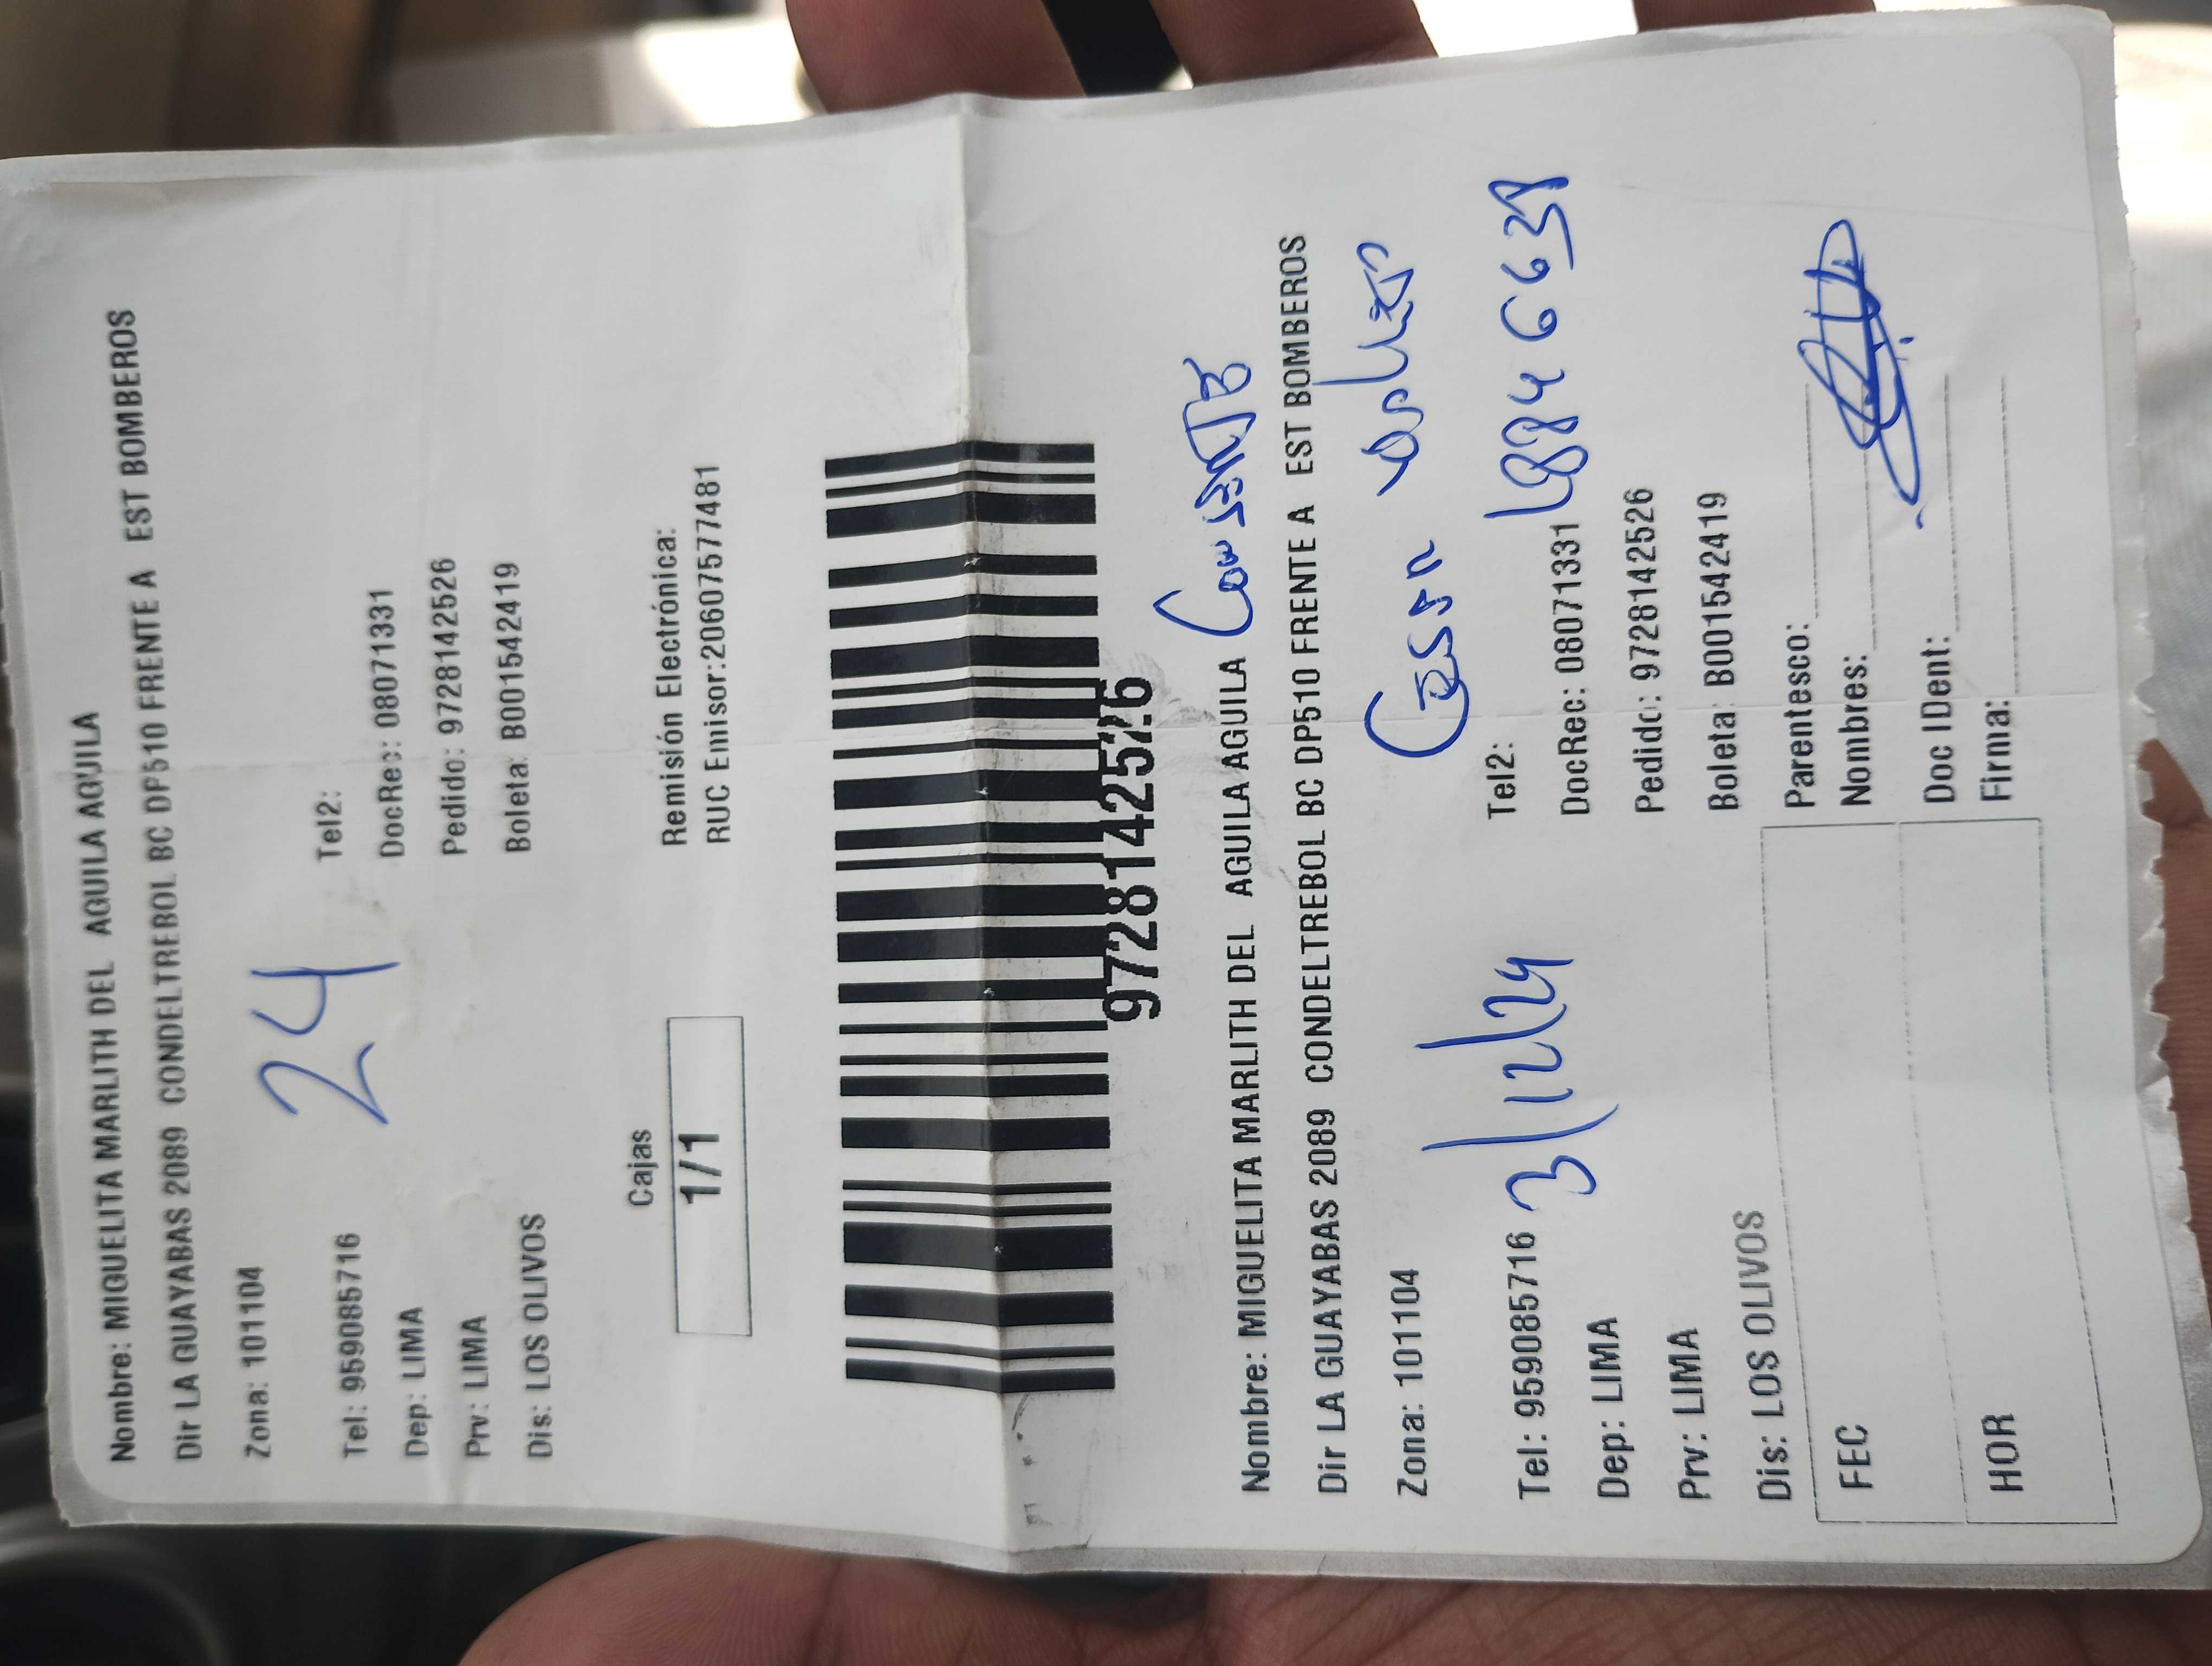 Nombre: MIGUELITA MARLITH DEL AGUILA AGUILA
Dir LA GUAYABAS 2089 CONDELTREBOL BC DP510 FRENTE A EST BOMBEROS
Zona: 101104
24
Tel: 959085716 Tel2:
Dep: LIMA DocRec: 08071331
Prv: LIMA Pedido: 9728142526
Dis: LOS OLIVOS Boleta: B001542419
Cajas
1/1
Remisión Electrónica:
RUC Emisor:20607577481
9728142526
Nombre: MIGUELITA MARLITH DEL AGUILA AGUILA
Dir LA GUAYABAS 2089 CONDELTREBOL BC DP510 FRENTE A EST BOMBEROS
Zona: 101104
Tel: 959085716 3/12/24 Tel2:
Dep: LIMA DocRec: 08071331
Prv: LIMA Pedido: 9728142526
Dis: LOS OLIVOS Boleta: B001542419
FEC
HOR
Parentesco:
Nombres:
Doc IDent:
Firma: